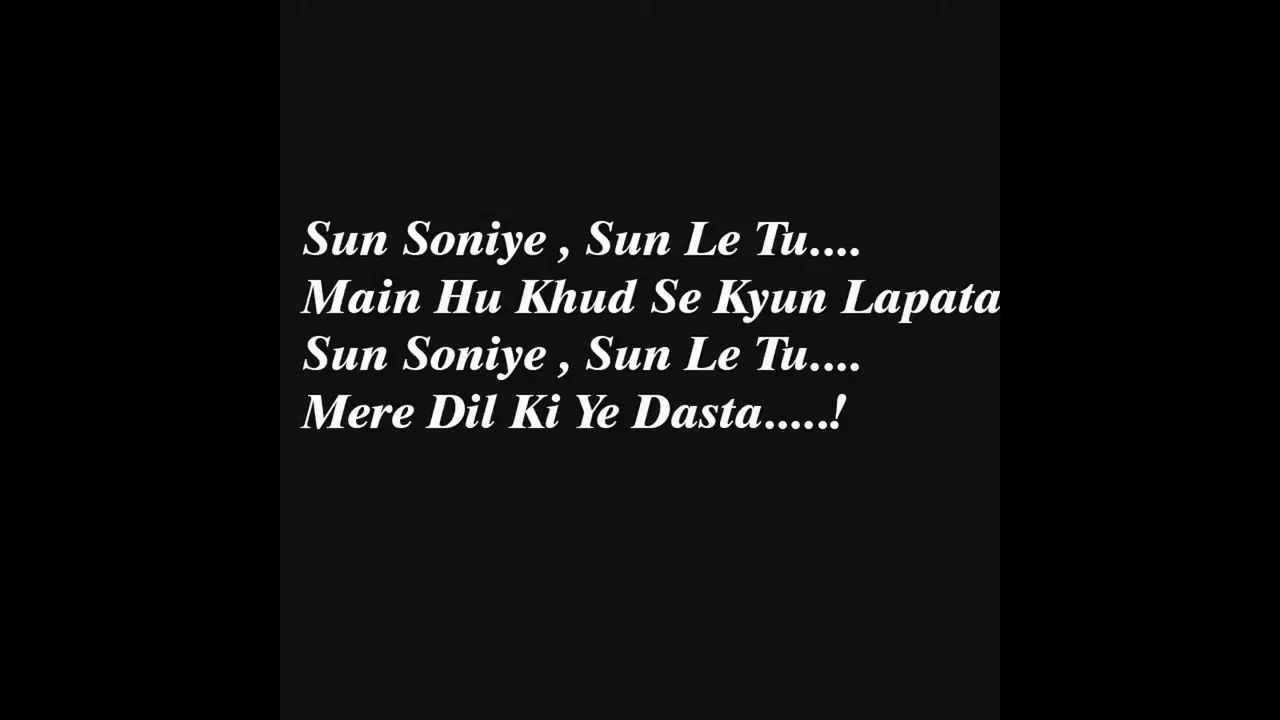 Sun Soniye , Sun Le Tu....
Main Hu Khud Se Kyun Lapata
Sun Soniye , Sun Le Tu....
Mere Dil Ki Ye Dasta.....!